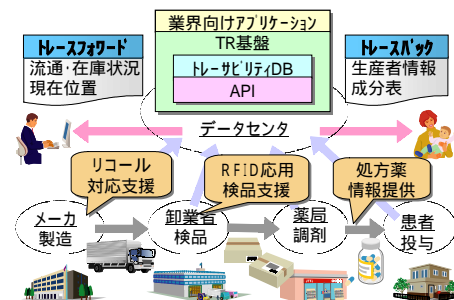 業界向けアプリケーション
TR基盤
トレーサビリティDB
API
トレースフォワード
流通･在庫状況
現在位置
トレースバック
生産者情報
成分表
データセンタ
リコール
対応支援
RFID応用
検品支援
処方薬
情報提供
メーカ
製造
卸業者
検品
薬局
調剤
患者
投与